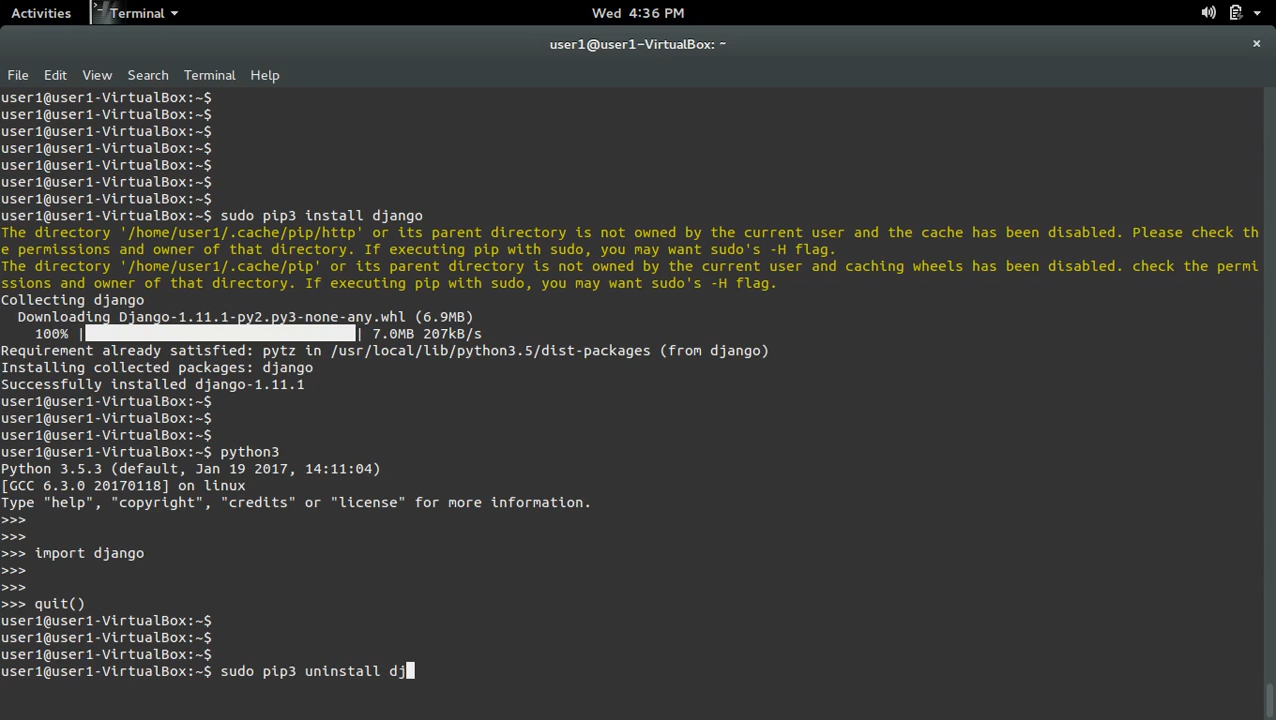 Activities
Terminal
Wed 4:36 PM
user1@user1-VirtualBox: ~
×
File Edit View Search Terminal Help
user1@user1-VirtualBox:~$
user1@user1-VirtualBox:~$
user1@user1-VirtualBox:~$
user1@user1-VirtualBox:~$
user1@user1-VirtualBox:~$
user1@user1-VirtualBox:~$
user1@user1-VirtualBox:~$
user1@user1-VirtualBox:~$ sudo pip3 install django
The directory '/home/user1/.cache/pip/http' or its parent directory is not owned by the current user and the cache has been disabled. Please check th
e permissions and owner of that directory. If executing pip with sudo, you may want sudo's -H flag.
The directory '/home/user1/.cache/pip' or its parent directory is not owned by the current user and caching wheels has been disabled. check the permi
ssions and owner of that directory. If executing pip with sudo, you may want sudo's -H flag.
Collecting django
  Downloading Django-1.11.1-py2.py3-none-any.whl (6.9MB)
    100% |████████████████████████████████| 7.0MB 207kB/s
Requirement already satisfied: pytz in /usr/local/lib/python3.5/dist-packages (from django)
Installing collected packages: django
Successfully installed django-1.11.1
user1@user1-VirtualBox:~$
user1@user1-VirtualBox:~$
user1@user1-VirtualBox:~$
user1@user1-VirtualBox:~$ python3
Python 3.5.3 (default, Jan 19 2017, 14:11:04)
[GCC 6.3.0 20170118] on linux
Type "help", "copyright", "credits" or "license" for more information.
>>>
>>>
>>> import django
>>>
>>>
>>> quit()
user1@user1-VirtualBox:~$
user1@user1-VirtualBox:~$
user1@user1-VirtualBox:~$
user1@user1-VirtualBox:~$ sudo pip3 uninstall dj